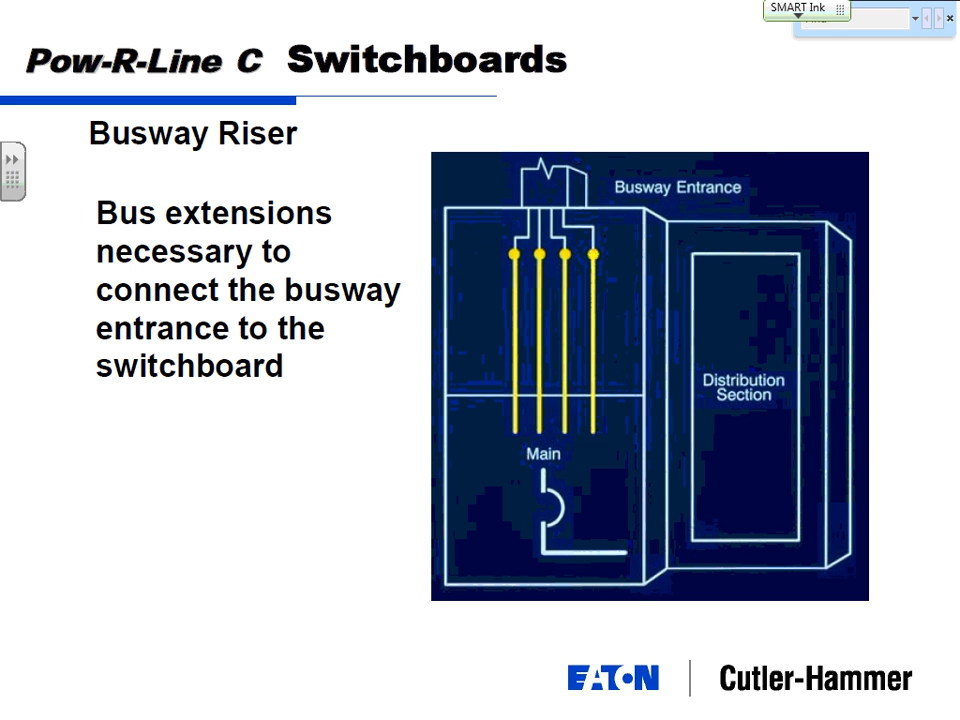 SMART Ink
Pow-R-Line C Switchboards
Busway Riser
Bus extensions
necessary to
connect the busway
entrance to the
switchboard
Busway Entrance
Distribution
Section
Main
EATON
Cutler-Hammer